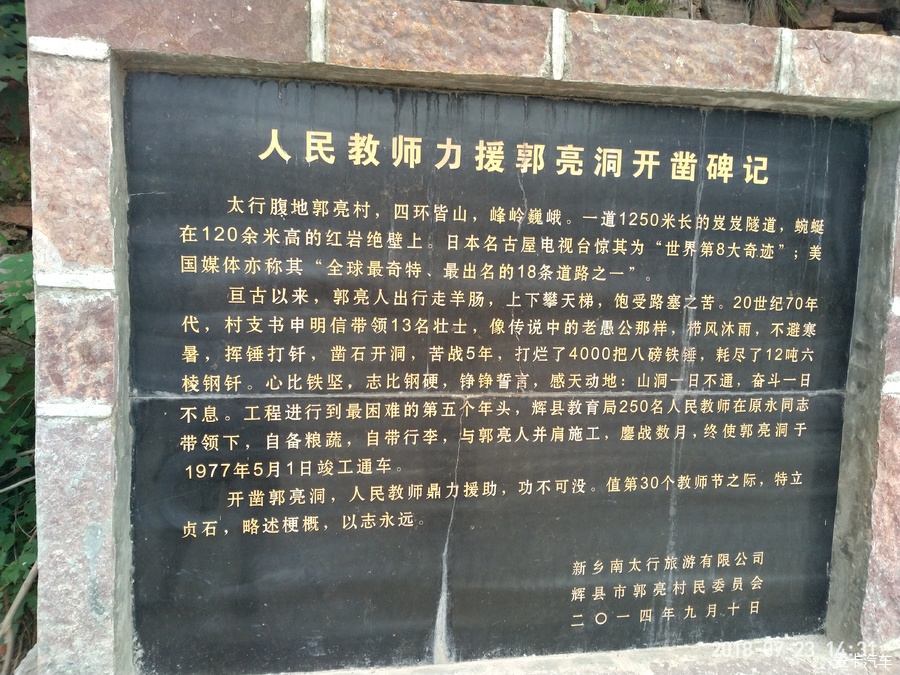 人民教师力援郭亮洞开凿碑记
太行腹地郭亮村，四环皆山，峰岭巍峨。一道1250米长的岌岌隧道，蜿蜒
在120余米高的红岩绝壁上。日本名古屋电视台惊其为“世界第8大奇迹”；美
国媒体亦称其“全球最奇特、最出名的18条道路之一”。
亘古以来，郭亮人出行走羊肠，上下攀天梯，饱受路塞之苦。20世纪70年
代，村支书申明信带领13名壮士，像传说中的老愚公那样，栉风沐雨，不避寒
暑，挥锤打钎，凿石开洞，苦战5年，打烂了4000把八磅铁锤，耗尽了12吨六
棱钢钎。心比铁坚，志比钢硬，铮铮誓言，感天动地：山洞一日不通，奋斗一日
不息。工程进行到最困难的第五个年头，辉县教育局250名人民教师在原永同志
带领下，自备粮蔬，自带行李，与郭亮人并肩施工，鏖战数月，终使郭亮洞于
1977年5月1日竣工通车。
开凿郭亮洞，人民教师鼎力援助，功不可没。值第30个教师节之际，特立
贞石，略述梗概，以志永远。
新乡南太行旅游有限公司
辉县市郭亮村民委员会
二〇一四年九月十日
2018-07-23 14:31
爱卡汽车